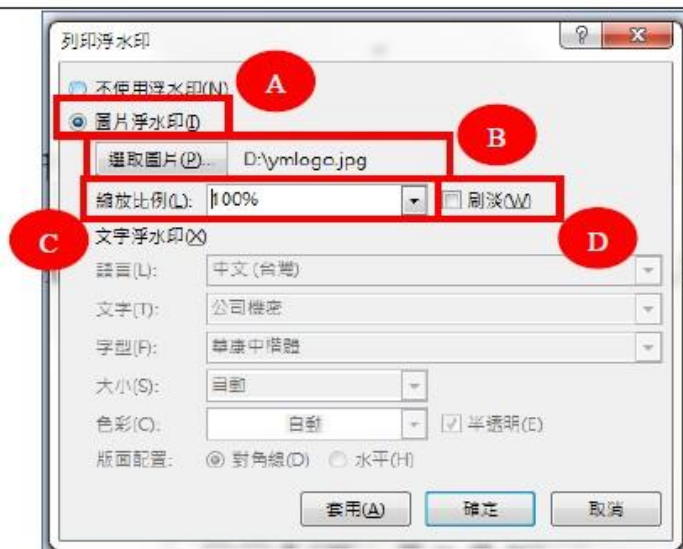 列印浮水印
不使用浮水印(N)
A
圖片浮水印(I)
B
選取圖片(P)... D:\ymlogo.jpg
縮放比例(L): 100% 刷淡(W)
C
文字浮水印(X)
D
語言(L): 中文 (台灣)
文字(T): 公司機密
字型(F): 華康中楷體
大小(S): 自動
色彩(C): 自動 半透明(E)
版面配置: 對角線(D) 水平(H)
套用(A) 確定 取消